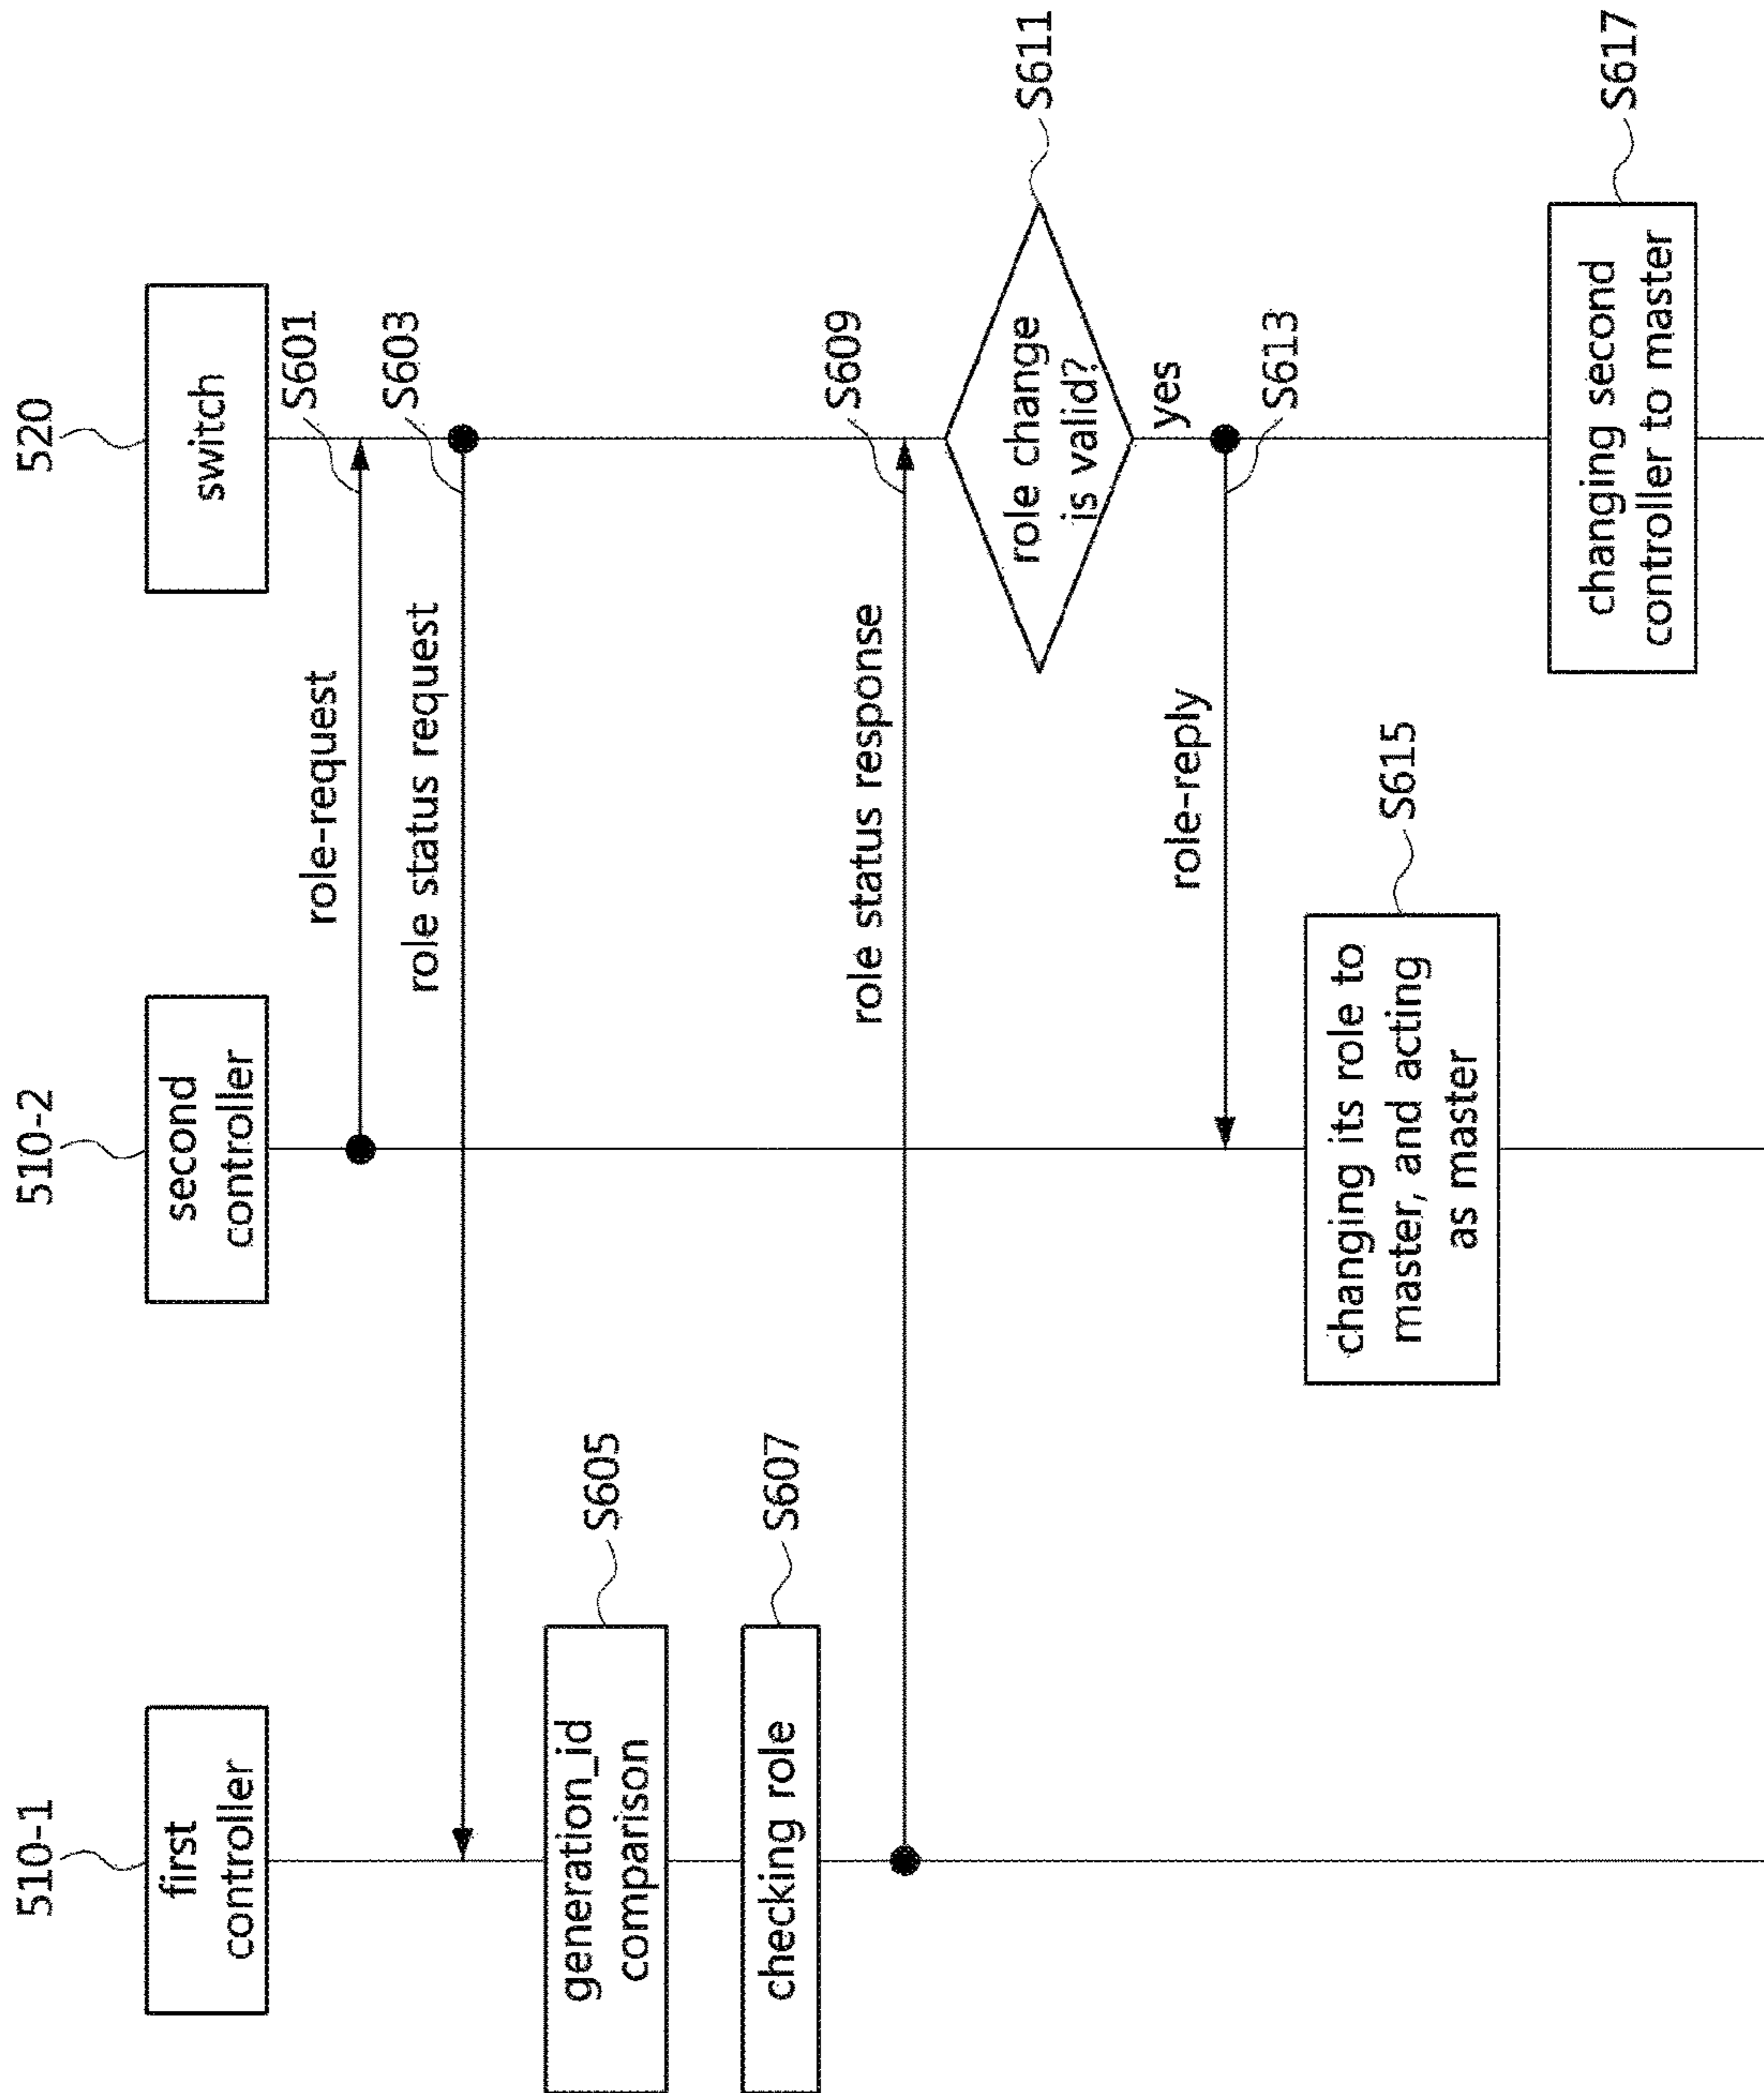 510-1
510-2
520
first
controller
second
controller
switch
S601
role-request
S603
role status request
generation_id
comparison
S605
checking role
S607
S609
role status response
role change
is valid?
S611
yes
role-reply
S613
changing its role to
master, and acting
as master
S615
changing second
controller to master
S617